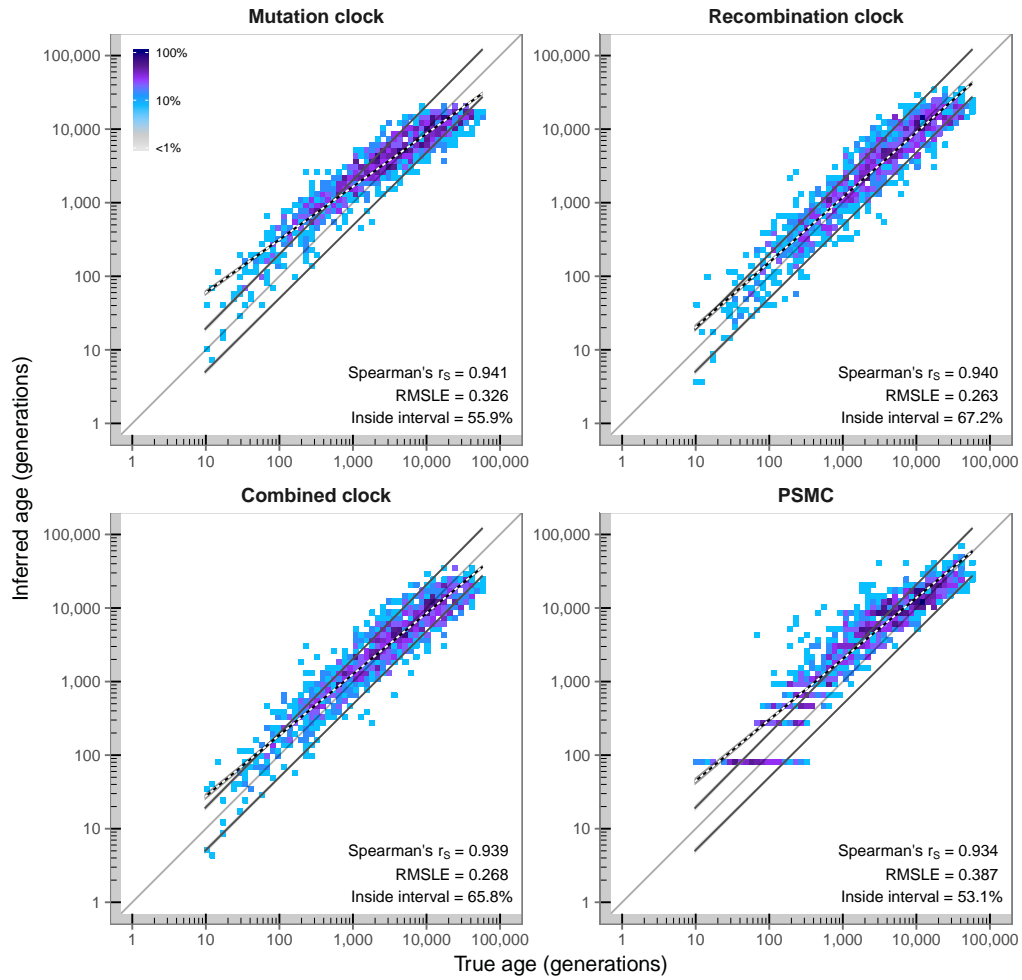 Mutation clock
100,000
10,000
1,000
100
10
1
100%
10%
<1%
Spearman's rS = 0.941
RMSLE = 0.326
Inside interval = 55.9%
1
10
100
1,000
10,000
100,000
Recombination clock
100,000
10,000
1,000
100
10
1
Spearman's rS = 0.940
RMSLE = 0.263
Inside interval = 67.2%
1
10
100
1,000
10,000
100,000
Inferred age (generations)
Combined clock
100,000
10,000
1,000
100
10
1
Spearman's rS = 0.939
RMSLE = 0.268
Inside interval = 65.8%
1
10
100
1,000
10,000
100,000
PSMC
100,000
10,000
1,000
100
10
1
Spearman's rS = 0.934
RMSLE = 0.387
Inside interval = 53.1%
1
10
100
1,000
10,000
100,000
True age (generations)